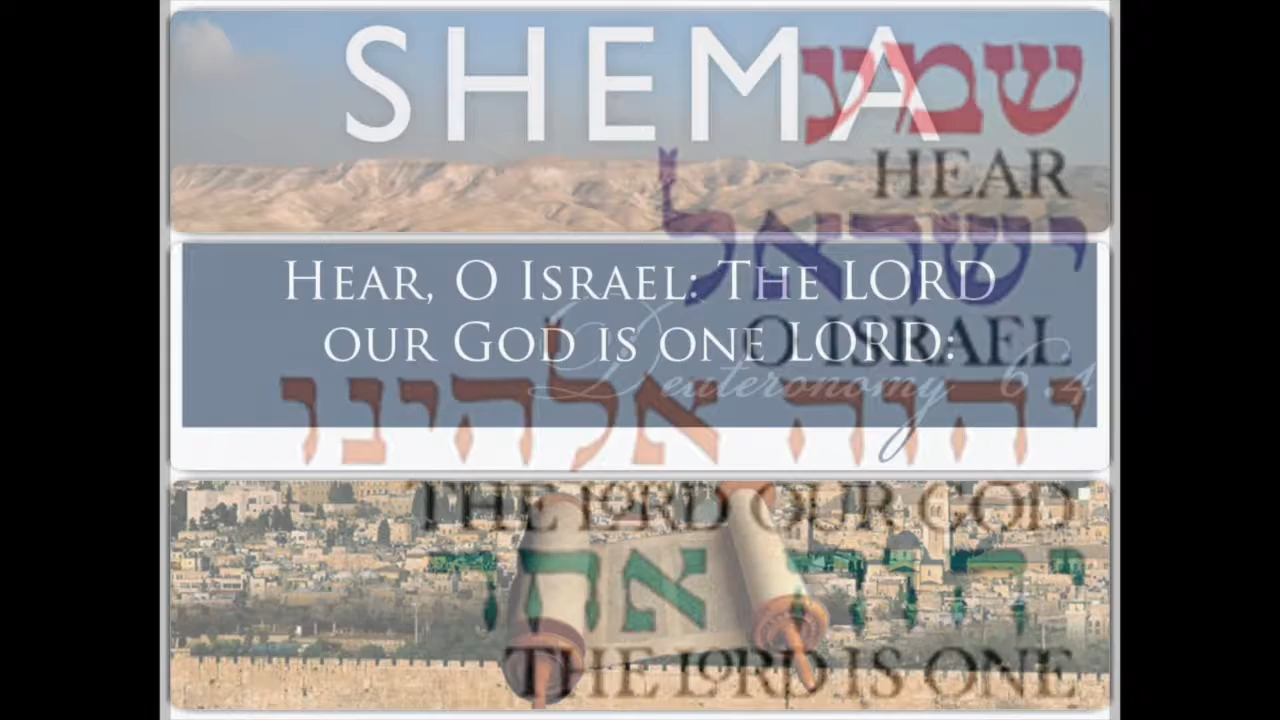 SHEMA
שמע
HEAR
ישראל
HEAR, O ISRAEL: THE LORD
OUR GOD IS ONE LORD:
O ISRAEL
Deuteronomy 6:4
יהוה אלהינו
THE LORD OUR GOD
יהוה אחד
THE LORD IS ONE